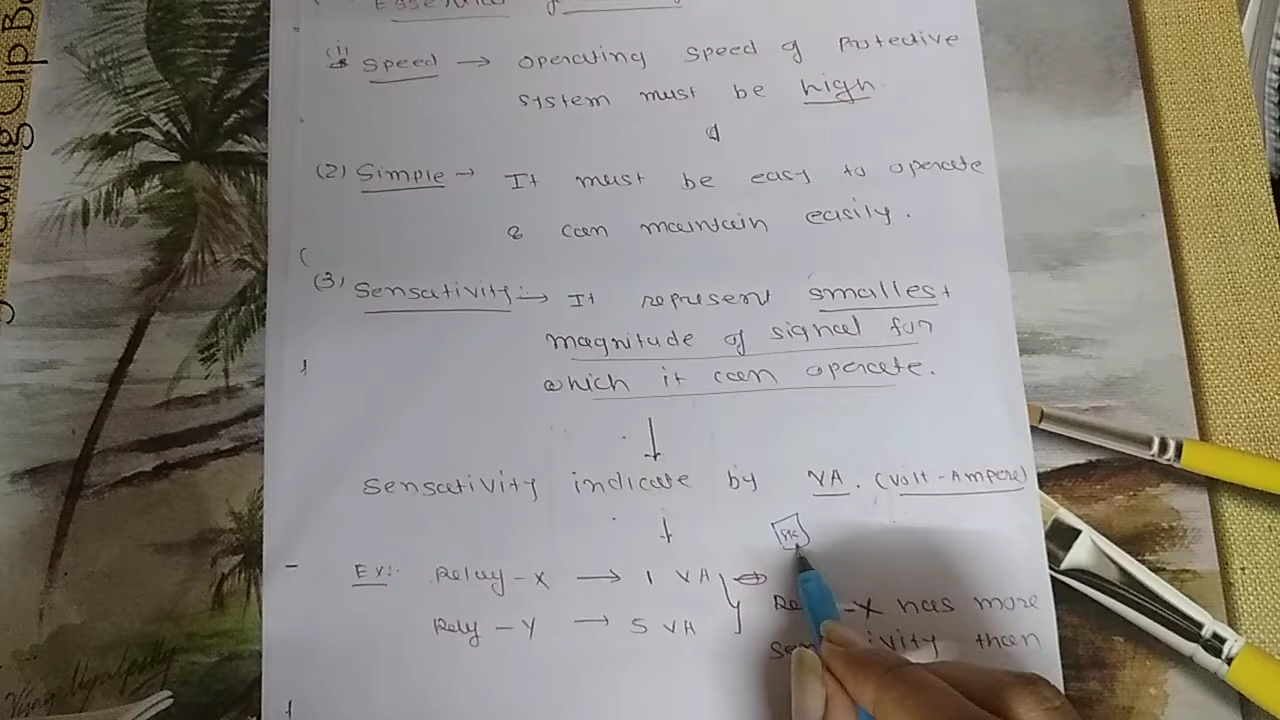 (1) Speed → Operating Speed of Protective
System must be high.
(2) Simple → It must be easy to operate
& can maintain easily.
(3) Sensativity:→ It represent smallest
magnitude of signal for
which it can operate.
Sensativity indicate by VA. (Volt-Ampere)
Ex:- Relay-X → 1 VA
-X has more
Rely-Y → 5 VA
than